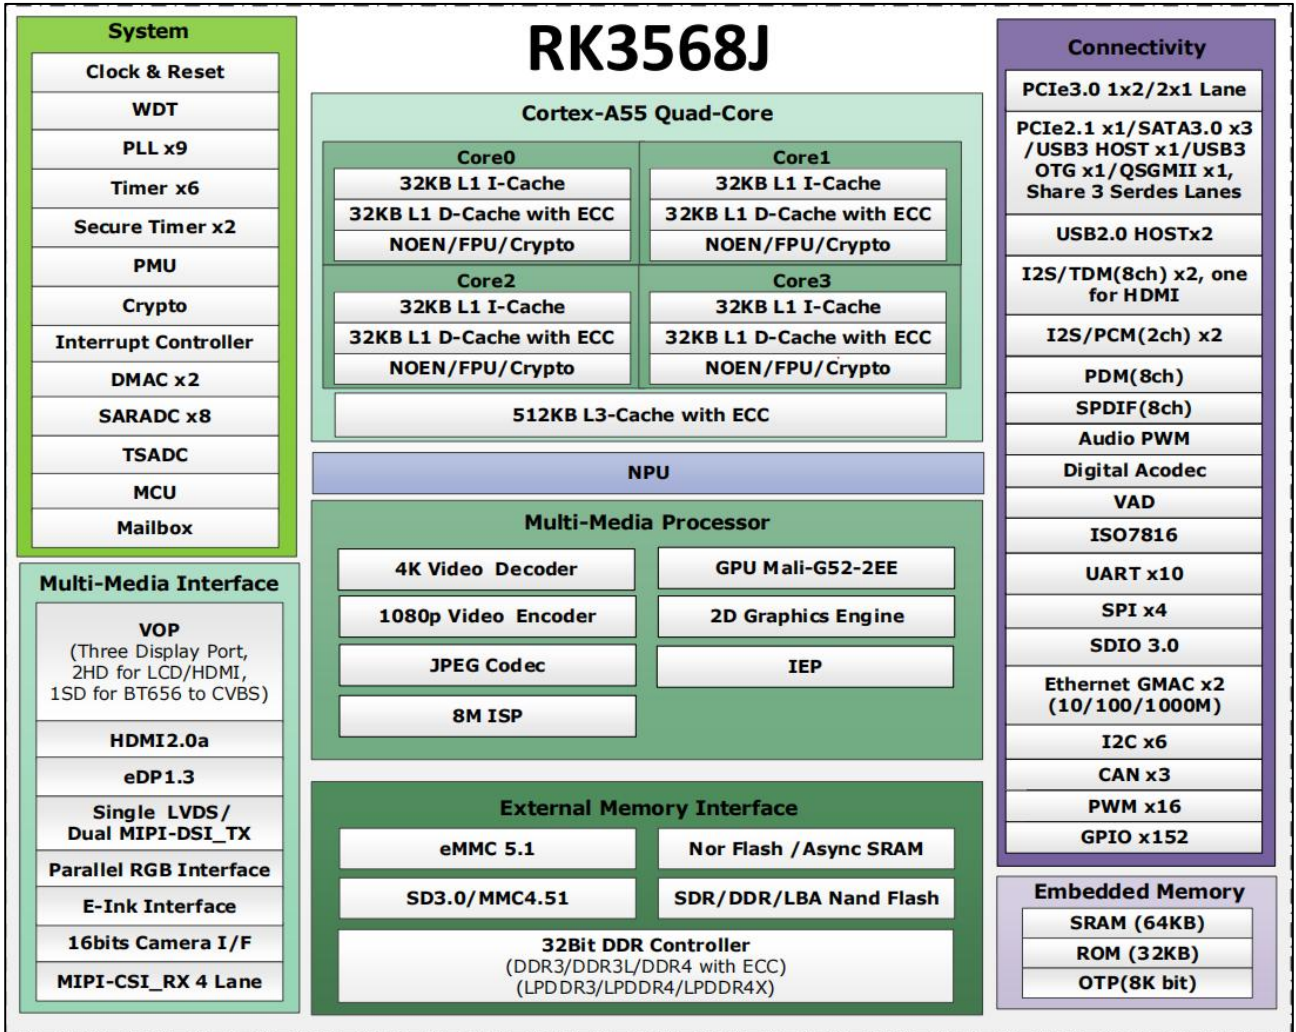 RK3568J
System
Clock & Reset
WDT
PLL x9
Timer x6
Secure Timer x2
PMU
Crypto
Interrupt Controller
DMAC x2
SARADC x8
TSADC
MCU
Mailbox
Multi-Media Interface
VOP
(Three Display Port,
2HD for LCD/HDMI,
1SD for BT656 to CVBS)
HDMI2.0a
eDP1.3
Single LVDS/
Dual MIPI-DSI_TX
Parallel RGB Interface
E-Ink Interface
16bits Camera I/F
MIPI-CSI_RX 4 Lane
Cortex-A55 Quad-Core
Core0
32KB L1 I-Cache
32KB L1 D-Cache with ECC
NOEN/FPU/Crypto
Core1
32KB L1 I-Cache
32KB L1 D-Cache with ECC
NOEN/FPU/Crypto
Core2
32KB L1 I-Cache
32KB L1 D-Cache with ECC
NOEN/FPU/Crypto
Core3
32KB L1 I-Cache
32KB L1 D-Cache with ECC
NOEN/FPU/Crypto
512KB L3-Cache with ECC
NPU
Multi-Media Processor
4K Video Decoder
GPU Mali-G52-2EE
1080p Video Encoder
2D Graphics Engine
JPEG Codec
IEP
8M ISP
External Memory Interface
eMMC 5.1
Nor Flash /Async SRAM
SD3.0/MMC4.51
SDR/DDR/LBA Nand Flash
32Bit DDR Controller
(DDR3/DDR3L/DDR4 with ECC)
(LPDDR3/LPDDR4/LPDDR4X)
Connectivity
PCIe3.0 1x2/2x1 Lane
PCIe2.1 x1/SATA3.0 x3
/USB3 HOST x1/USB3
OTG x1/QSGMII x1,
Share 3 Serdes Lanes
USB2.0 HOSTx2
I2S/TDM(8ch) x2, one
for HDMI
I2S/PCM(2ch) x2
PDM(8ch)
SPDIF(8ch)
Audio PWM
Digital Acodec
VAD
ISO7816
UART x10
SPI x4
SDIO 3.0
Ethernet GMAC x2
(10/100/1000M)
I2C x6
CAN x3
PWM x16
GPIO x152
Embedded Memory
SRAM (64KB)
ROM (32KB)
OTP(8K bit)